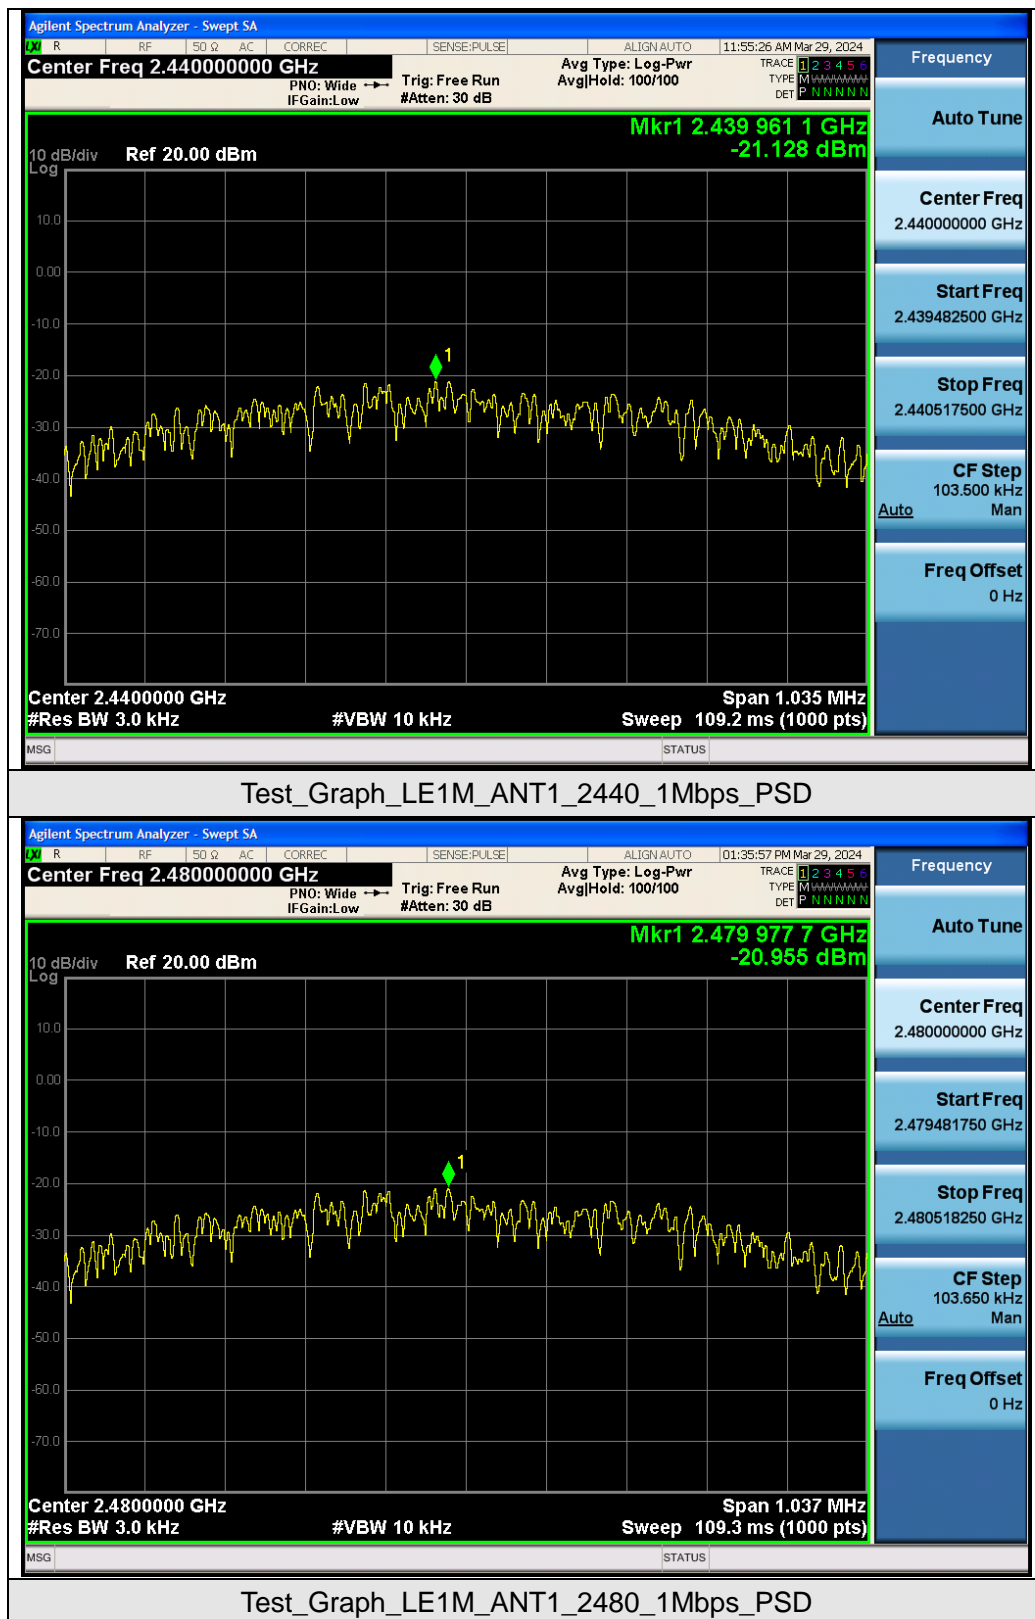 Agilent Spectrum Analyzer - Swept SA
LXI R RF 50 Ω AC CORREC SENSE:PULSE ALIGN AUTO 11:55:26 AM Mar 29, 2024
Center Freq 2.440000000 GHz
PNO: Wide
IFGain:Low
Trig: Free Run
#Atten: 30 dB
Avg Type: Log-Pwr
Avg|Hold: 100/100
TRACE 1 2 3 4 5 6
TYPE M WWWWW
DET P N N N N N
Mkr1 2.439 961 1 GHz
-21.128 dBm
10 dB/div Ref 20.00 dBm
Log
10.0
0.00
-10.0
-20.0
-30.0
-40.0
-50.0
-60.0
-70.0
1
Center 2.4400000 GHz Span 1.035 MHz
#Res BW 3.0 kHz #VBW 10 kHz Sweep 109.2 ms (1000 pts)
MSG STATUS
Frequency
Auto Tune
Center Freq
2.440000000 GHz
Start Freq
2.439482500 GHz
Stop Freq
2.440517500 GHz
CF Step
103.500 kHz
Auto Man
Freq Offset
0 Hz
Test_Graph_LE1M_ANT1_2440_1Mbps_PSD
Agilent Spectrum Analyzer - Swept SA
LXI R RF 50 Ω AC CORREC SENSE:PULSE ALIGN AUTO 01:35:57 PM Mar 29, 2024
Center Freq 2.480000000 GHz
PNO: Wide
IFGain:Low
Trig: Free Run
#Atten: 30 dB
Avg Type: Log-Pwr
Avg|Hold: 100/100
TRACE 1 2 3 4 5 6
TYPE M WWWWW
DET P N N N N N
Mkr1 2.479 977 7 GHz
-20.955 dBm
10 dB/div Ref 20.00 dBm
Log
10.0
0.00
-10.0
-20.0
-30.0
-40.0
-50.0
-60.0
-70.0
1
Center 2.4800000 GHz Span 1.037 MHz
#Res BW 3.0 kHz #VBW 10 kHz Sweep 109.3 ms (1000 pts)
MSG STATUS
Frequency
Auto Tune
Center Freq
2.480000000 GHz
Start Freq
2.479481750 GHz
Stop Freq
2.480518250 GHz
CF Step
103.650 kHz
Auto Man
Freq Offset
0 Hz
Test_Graph_LE1M_ANT1_2480_1Mbps_PSD